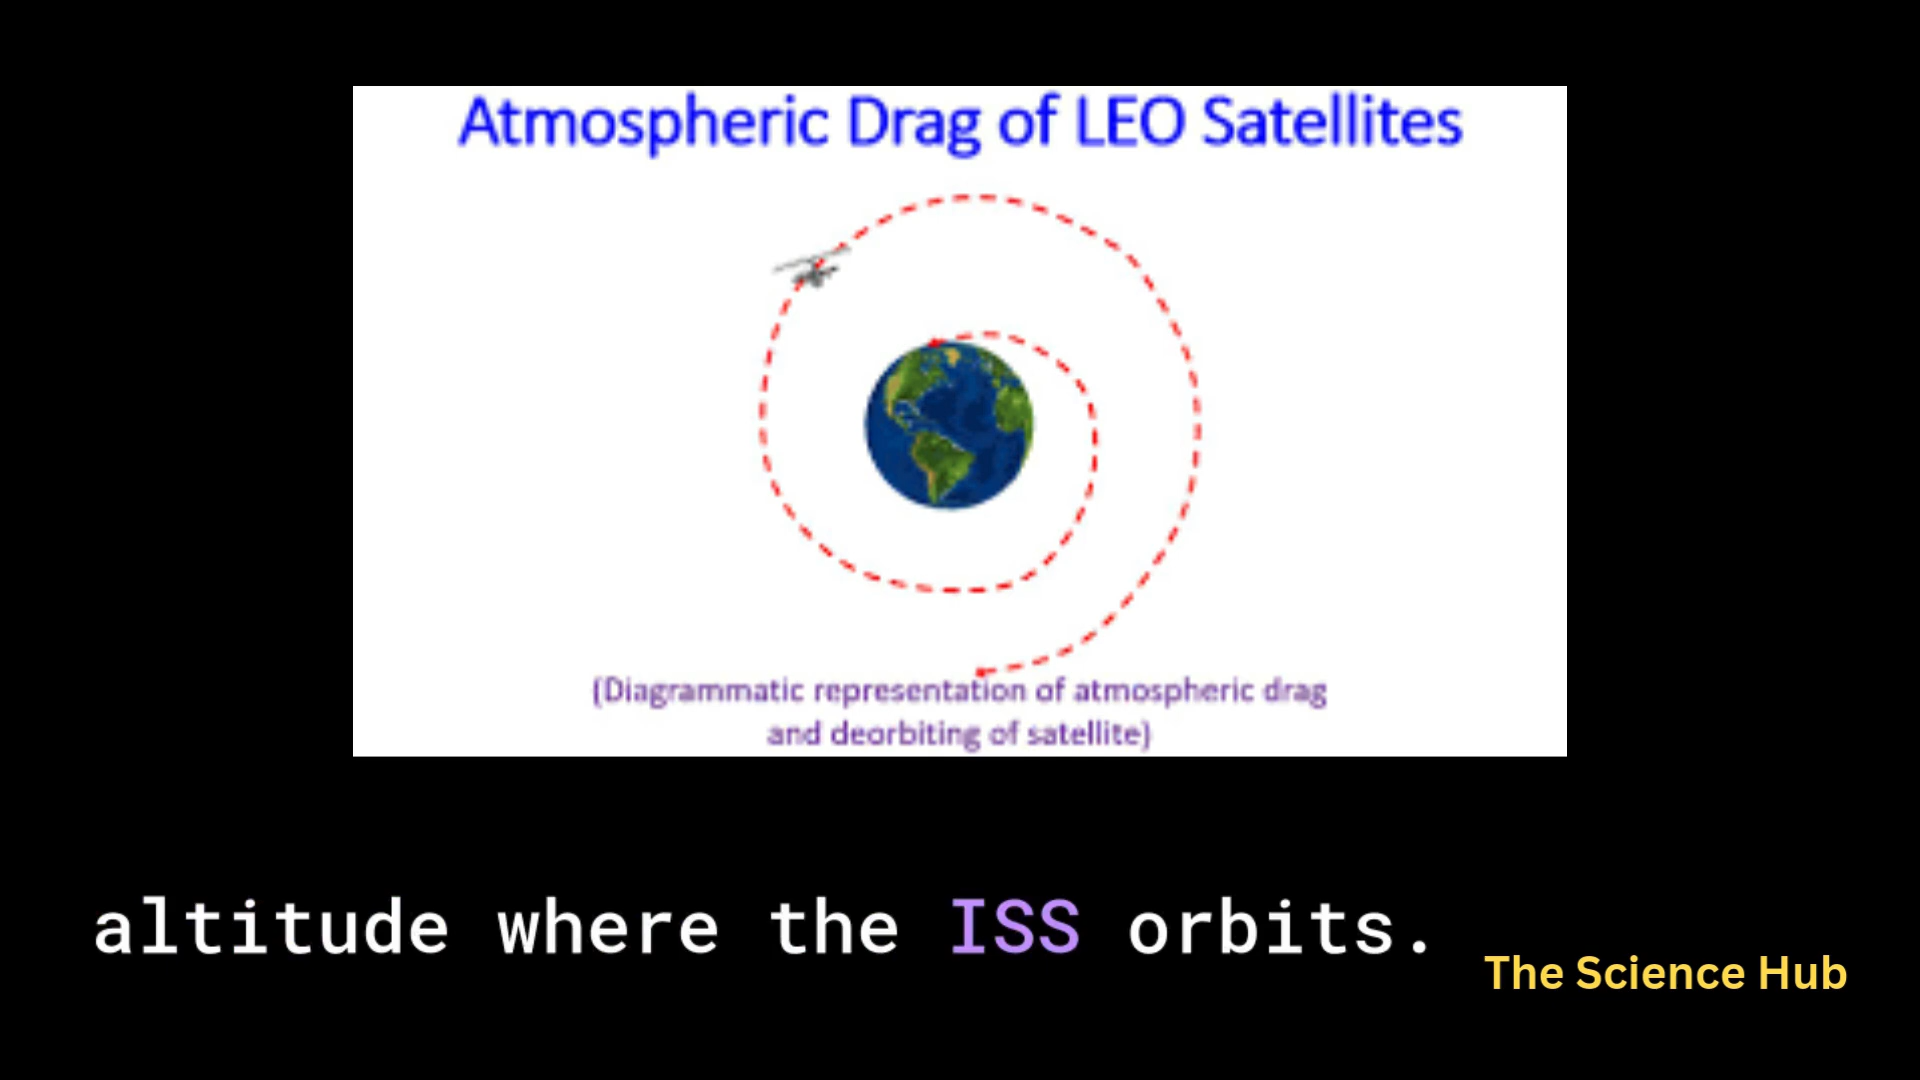 Atmospheric Drag of LEO Satellites
(Diagrammatic representation of atmospheric drag
and deorbiting of satellite)
altitude where the ISS orbits.
The Science Hub